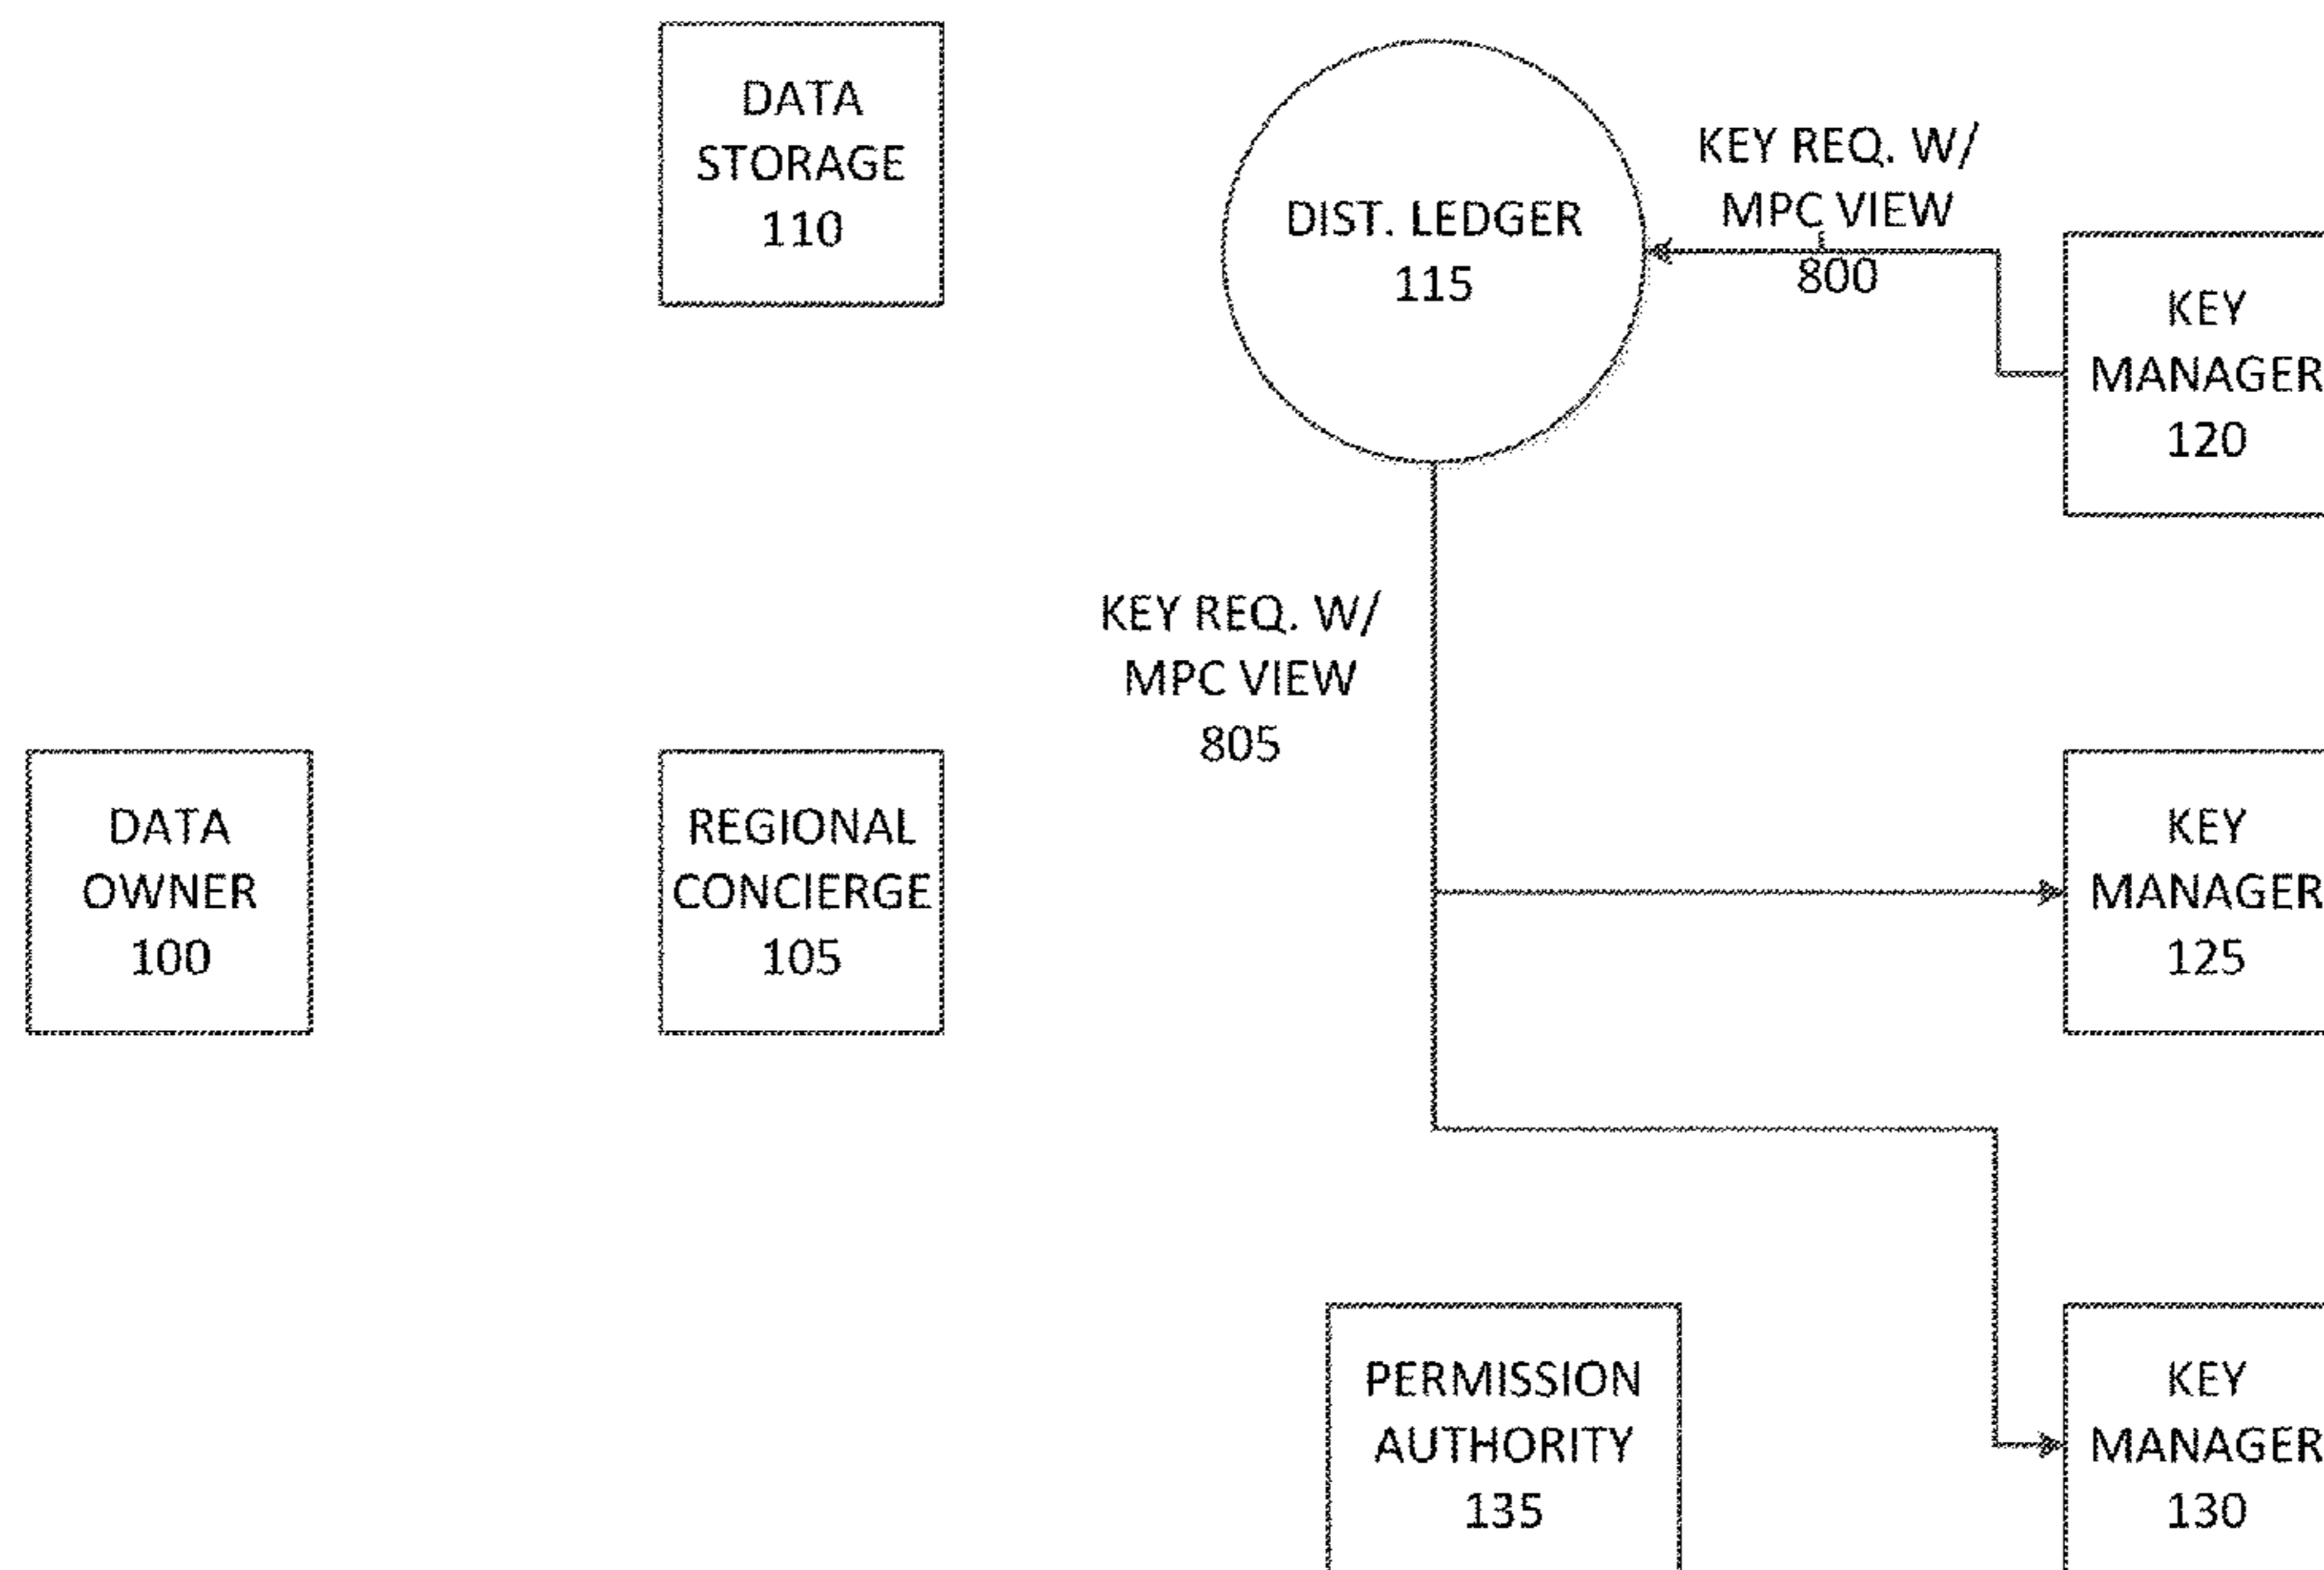 DATA
STORAGE
110
DIST. LEDGER
115
KEY REQ. W/
MPC VIEW
800
KEY
MANAGER
120
KEY REQ. W/
MPC VIEW
805
DATA
OWNER
100
REGIONAL
CONCIERGE
105
KEY
MANAGER
125
PERMISSION
AUTHORITY
135
KEY
MANAGER
130